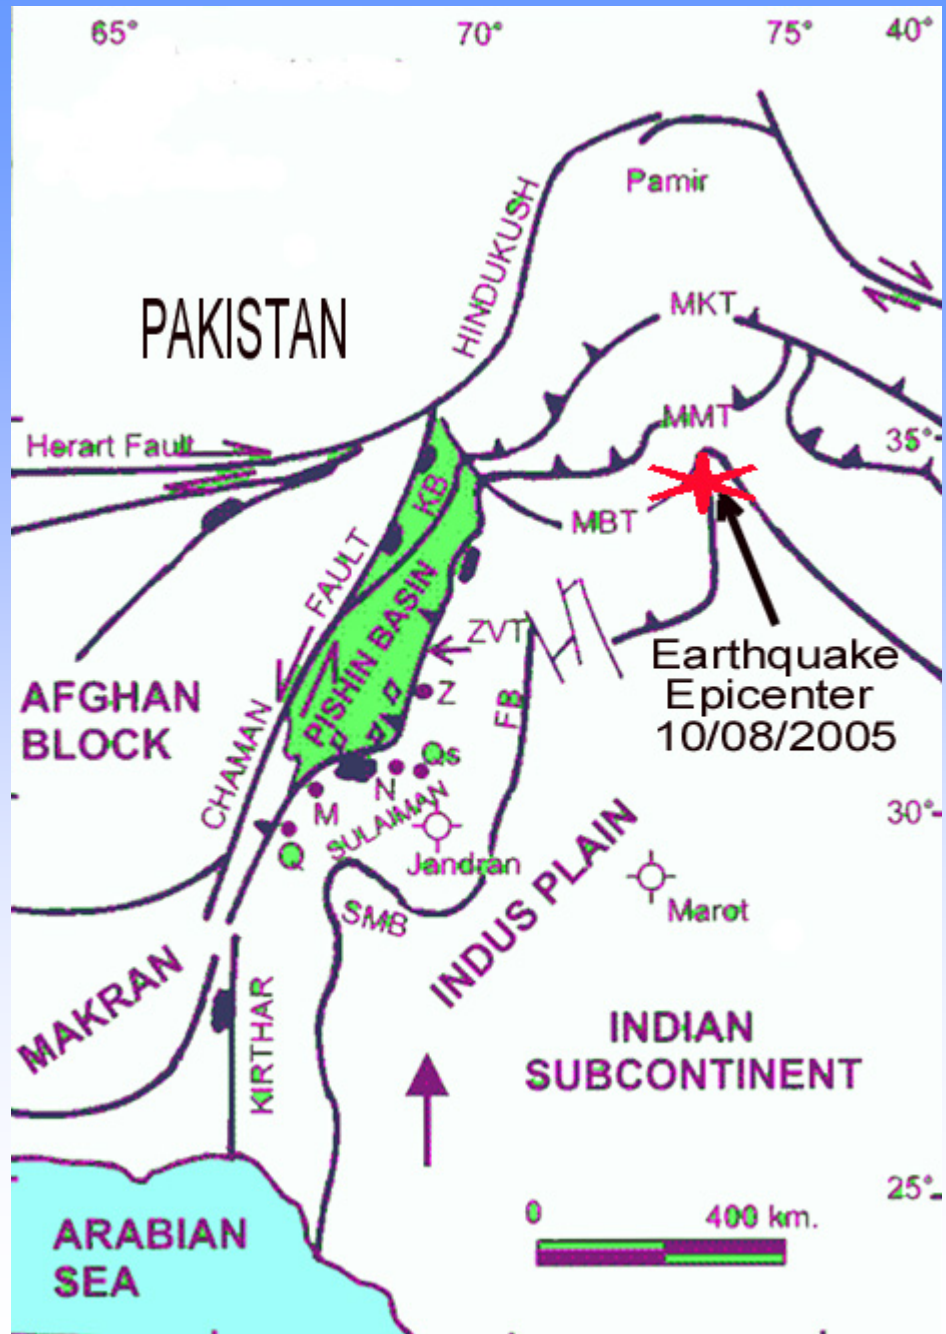 65°
70°
75°
40°
Pamir
HINDUKUSH
MKT
PAKISTAN
MMT
35°
Herart Fault
KB
MBT
FAULT
PISHIN BASIN
ZVT
Earthquake
Epicenter
10/08/2005
AFGHAN
BLOCK
Z
FB
CHAMAN
Qs
N
M
SULAIMAN
30°
Q
Jandran
INDUS PLAIN
SMB
Marot
MAKRAN
KIRTHAR
INDIAN
SUBCONTINENT
25°
0
400 km.
ARABIAN
SEA